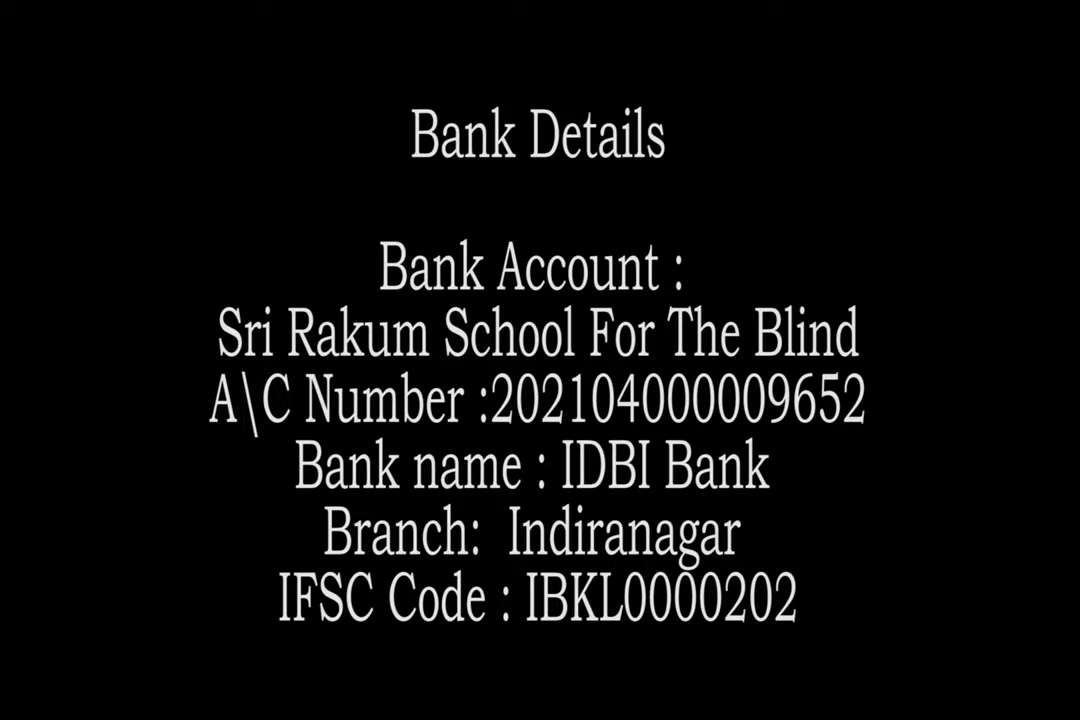 Bank Details
Bank Account :
Sri Rakum School For The Blind
A\C Number :202104000009652
Bank name : IDBI Bank
Branch:  Indiranagar
IFSC Code : IBKL0000202